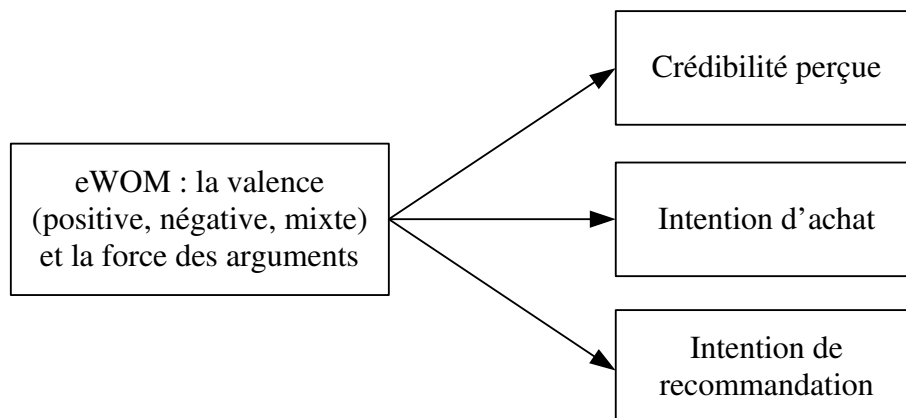 Crédibilité perçue
eWOM : la valence
(positive, négative, mixte)
et la force des arguments
Intention d’achat
Intention de
recommandation